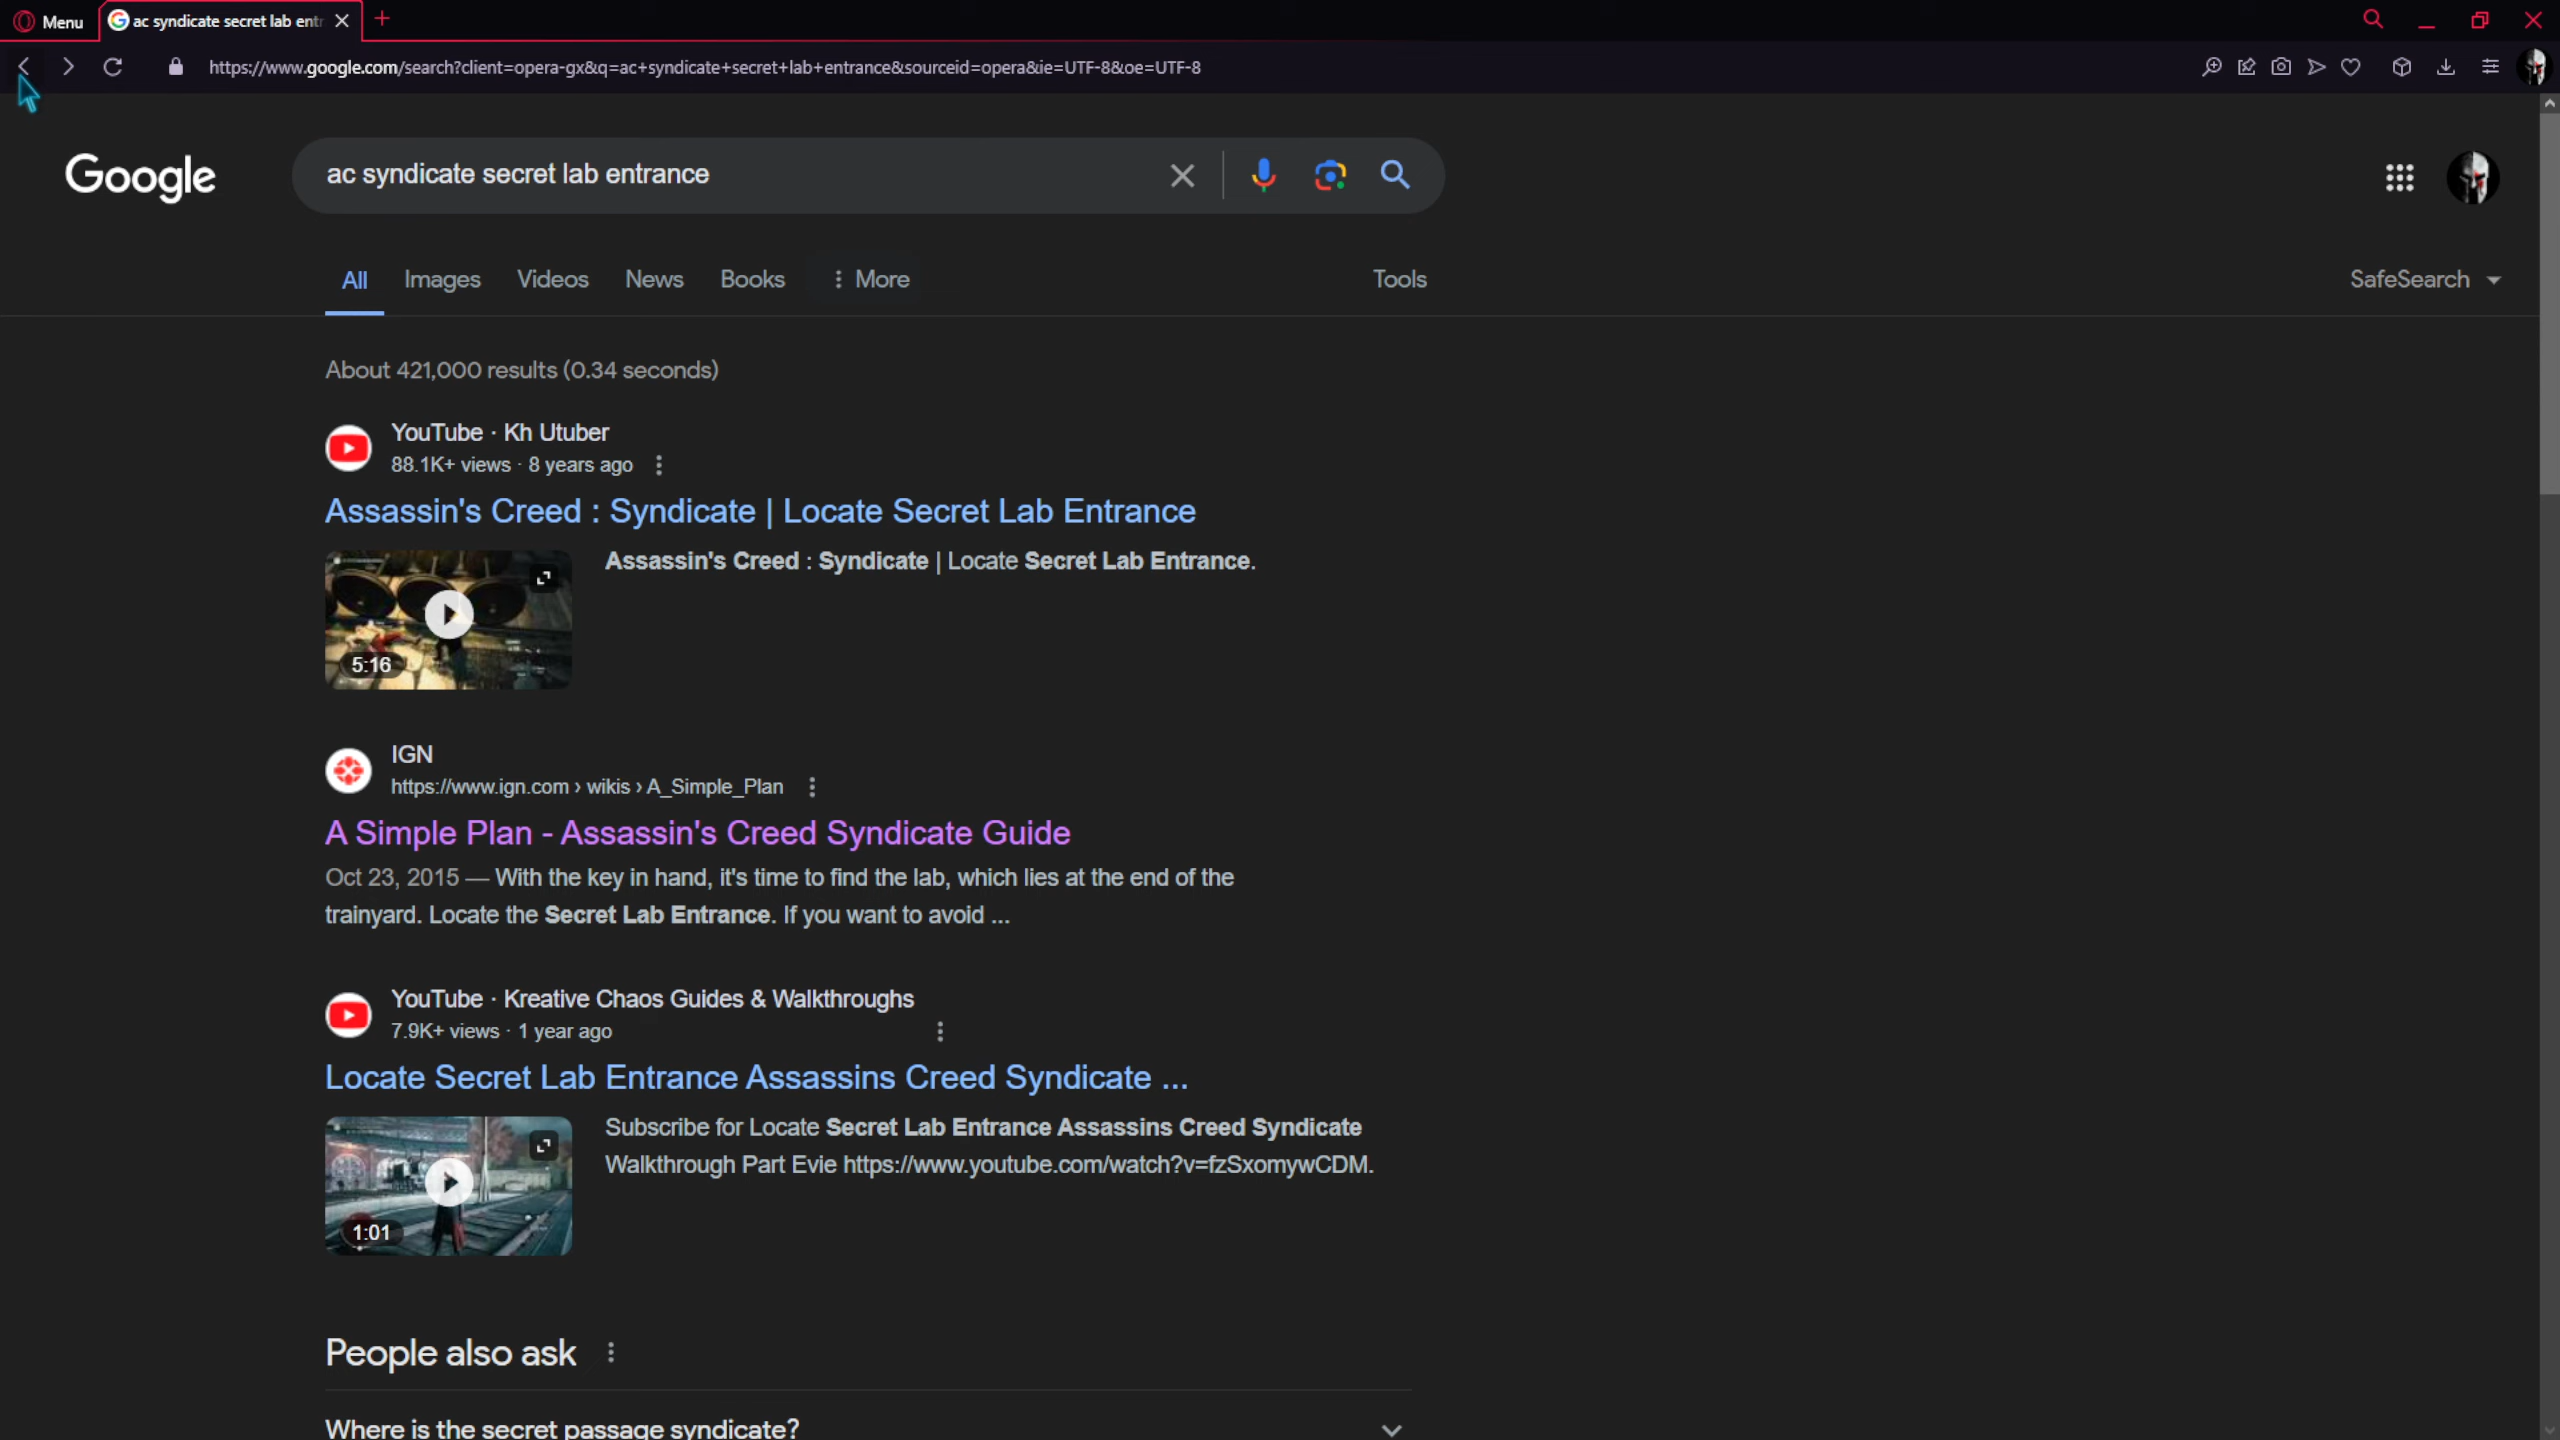 Menu
ac syndicate secret lab entr
https://www.google.com/search?client=opera-gx&q=ac+syndicate+secret+lab+entrance&sourceid=opera&ie=UTF-8&oe=UTF-8
Google
ac syndicate secret lab entrance
All Images Videos News Books More Tools SafeSearch
About 421,000 results (0.34 seconds)
YouTube · Kh Utuber
88.1K+ views · 8 years ago
Assassin's Creed : Syndicate | Locate Secret Lab Entrance
Assassin's Creed : Syndicate | Locate Secret Lab Entrance.
5:16
IGN
https://www.ign.com › wikis › A_Simple_Plan
A Simple Plan - Assassin's Creed Syndicate Guide
Oct 23, 2015 — With the key in hand, it's time to find the lab, which lies at the end of the
trainyard. Locate the Secret Lab Entrance. If you want to avoid ...
YouTube · Kreative Chaos Guides & Walkthroughs
7.9K+ views · 1 year ago
Locate Secret Lab Entrance Assassins Creed Syndicate ...
Subscribe for Locate Secret Lab Entrance Assassins Creed Syndicate
Walkthrough Part Evie https://www.youtube.com/watch?v=fzSxomywCDM.
1:01
People also ask
Where is the secret passage syndicate?